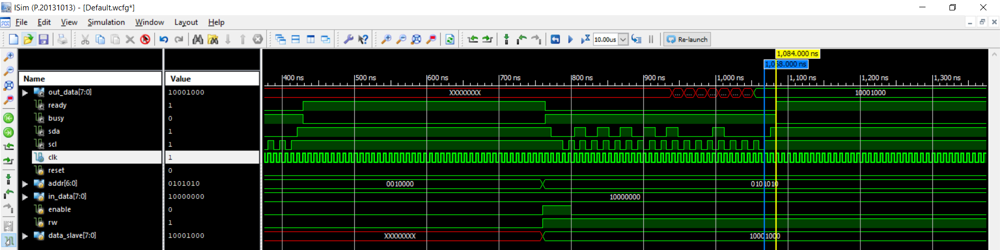 ISim (P.20131013) - [Default.wcfg*]
File Edit View Simulation Window Layout Help
10.00us Re-launch
1,084.000 ns
1,068.000 ns
Name Value
400 ns 500 ns 600 ns 700 ns 800 ns 900 ns 1,000 ns 1,100 ns 1,200 ns 1,300 ns
out_data[7:0] 10001000 XXXXXXXX ... ... ... ... ... ... ... 10001000
ready 1
busy 0
sda 1
scl 1
clk 1
reset 0
addr[6:0] 0101010 0010000 0101010
in_data[7:0] 10000000 10000000
enable 0
rw 1
data_slave[7:0] 10001000 XXXXXXXX 10001000